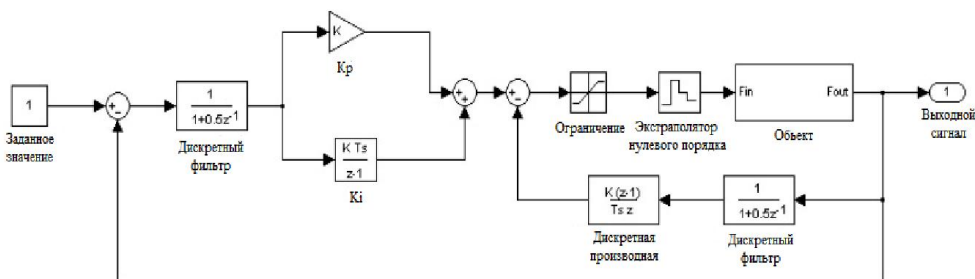 1
Заданное
значение
+
-
1
1+0.5z-1
Дискретный
фильтр
K
Kp
K Ts
z-1
Ki
+
+
+
-
Ограничение
Экстраполятор
нулевого порядка
Fin
Fout
Обьект
1
Выходной
сигнал
K (z-1)
Ts z
Дискретная
производная
1
1+0.5z-1
Дискретный
фильтр